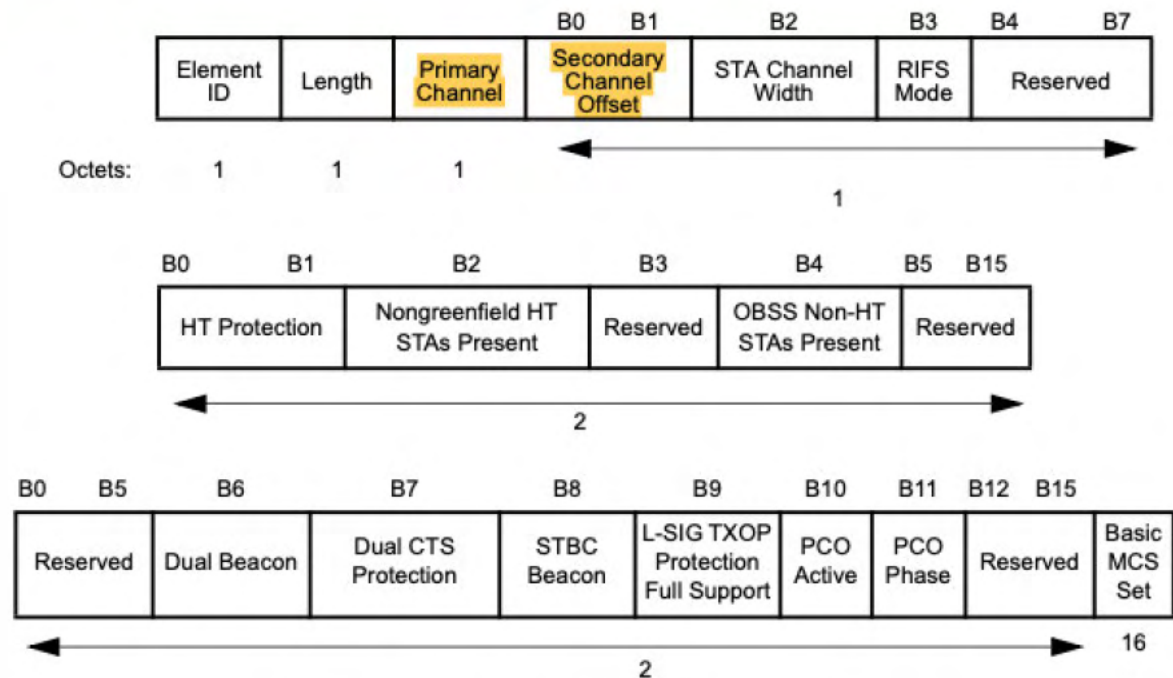 B0 B1 B2 B3 B4 B7
Element ID Length Primary Channel Secondary Channel Offset STA Channel Width RIFS Mode Reserved
Octets: 1 1 1
1
B0 B1 B2 B3 B4 B5 B15
HT Protection Nongreenfield HT STAs Present Reserved OBSS Non-HT STAs Present Reserved
2
B0 B5 B6 B7 B8 B9 B10 B11 B12 B15
Reserved Dual Beacon Dual CTS Protection STBC Beacon L-SIG TXOP Protection Full Support PCO Active PCO Phase Reserved Basic MCS Set
2 16